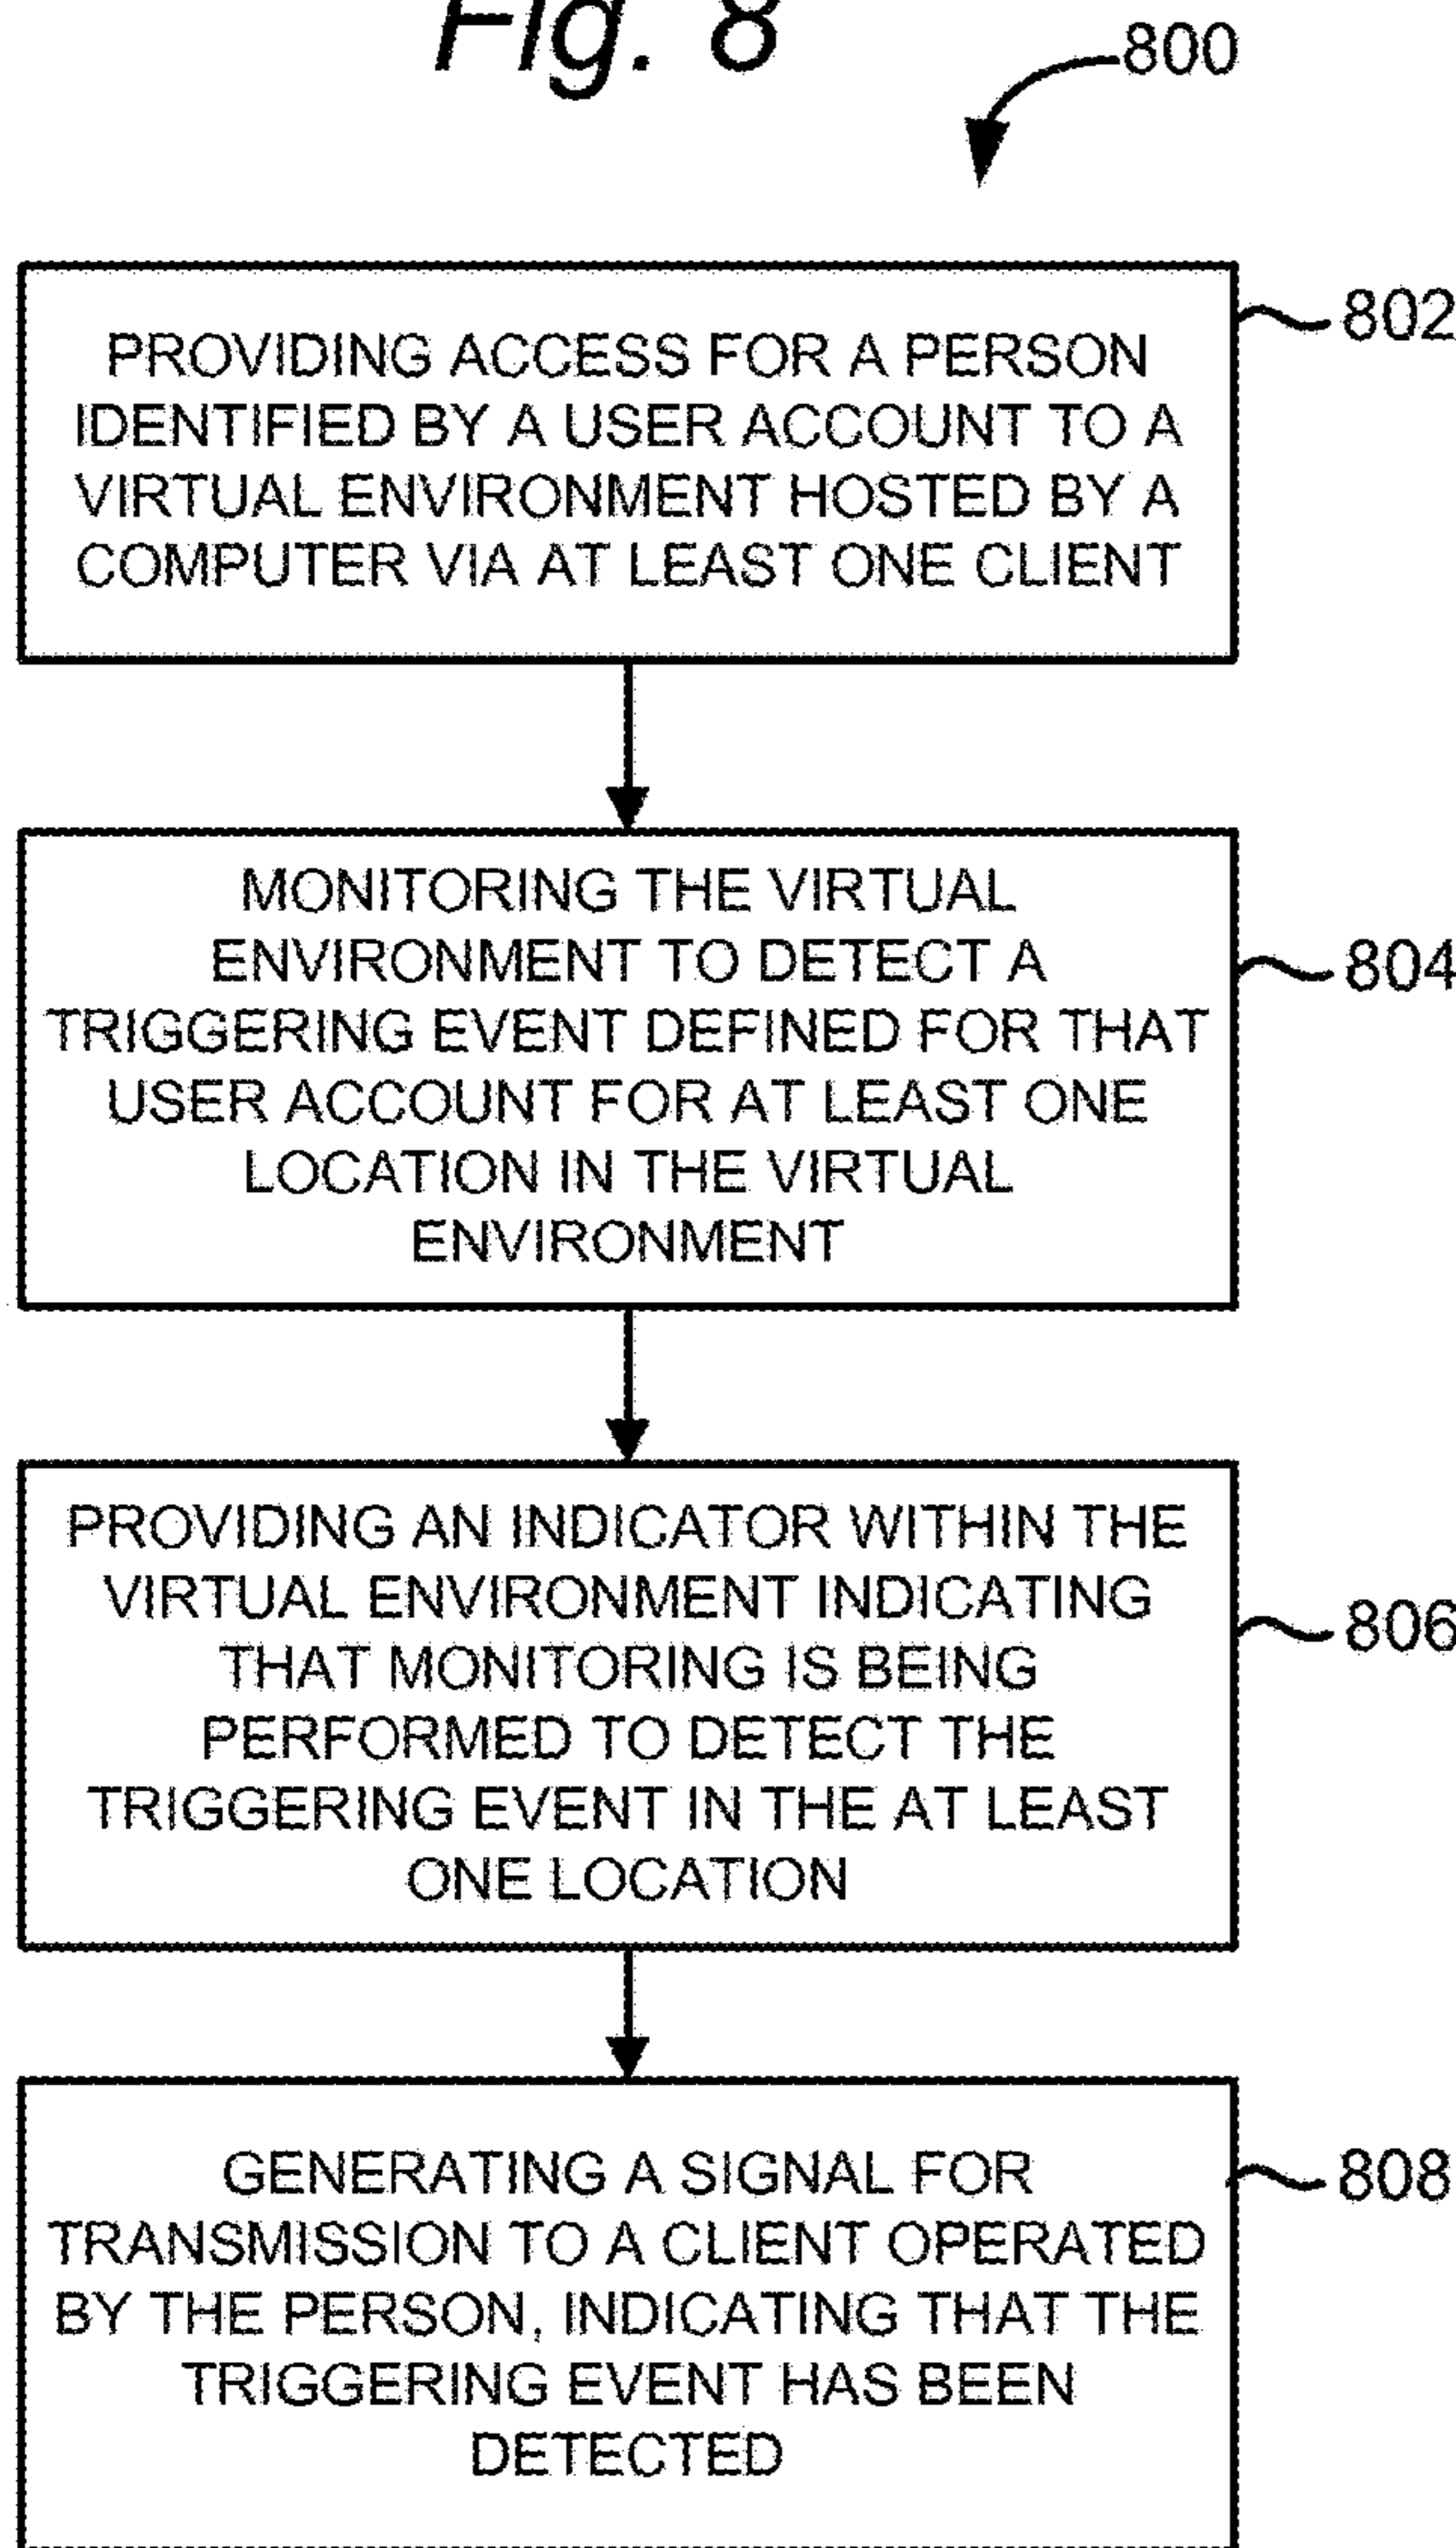 Fig. 8
800
PROVIDING ACCESS FOR A PERSON
IDENTIFIED BY A USER ACCOUNT TO A
VIRTUAL ENVIRONMENT HOSTED BY A
COMPUTER VIA AT LEAST ONE CLIENT
802
MONITORING THE VIRTUAL
ENVIRONMENT TO DETECT A
TRIGGERING EVENT DEFINED FOR THAT
USER ACCOUNT FOR AT LEAST ONE
LOCATION IN THE VIRTUAL
ENVIRONMENT
804
PROVIDING AN INDICATOR WITHIN THE
VIRTUAL ENVIRONMENT INDICATING
THAT MONITORING IS BEING
PERFORMED TO DETECT THE
TRIGGERING EVENT IN THE AT LEAST
ONE LOCATION
806
GENERATING A SIGNAL FOR
TRANSMISSION TO A CLIENT OPERATED
BY THE PERSON, INDICATING THAT THE
TRIGGERING EVENT HAS BEEN
DETECTED
808